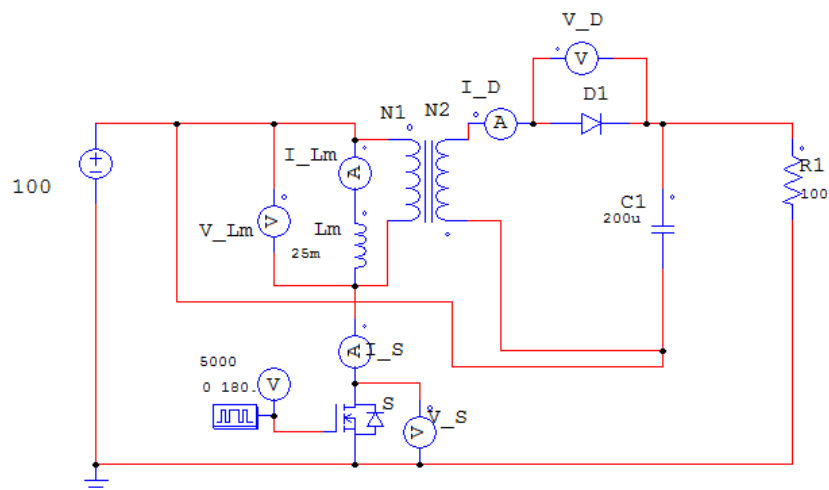 V_D
I_D
D1
N1
N2
A
V
I_Lm
A
100
R1
100
C1
200u
V_Lm
V
Lm
25m
A
I_S
5000
0 180.
V
S
V_S
V